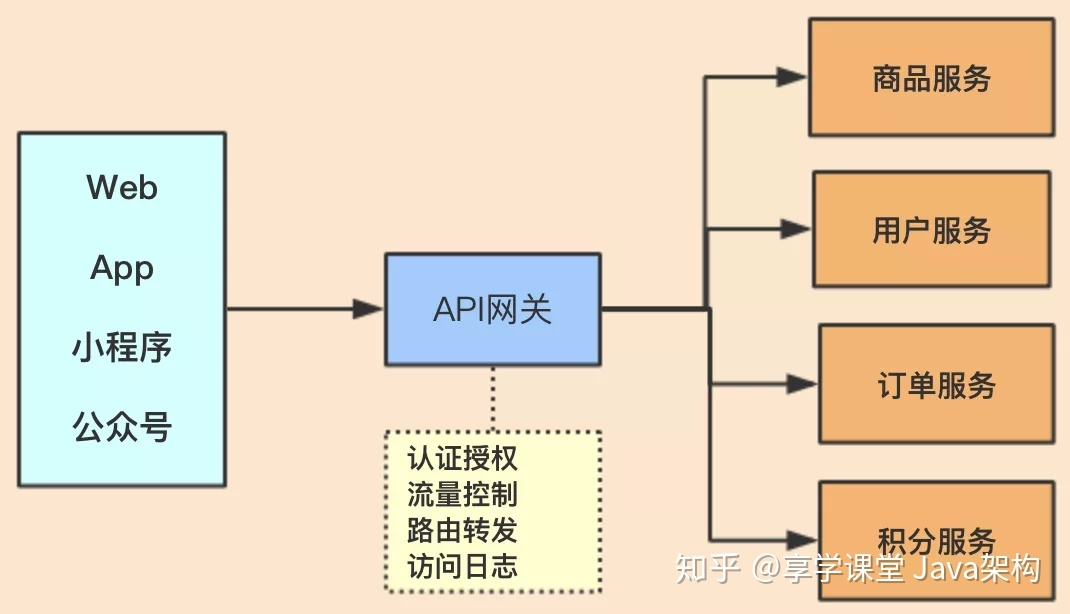 Web
App
小程序
公众号
API网关
认证授权
流量控制
路由转发
访问日志
商品服务
用户服务
订单服务
积分服务
知乎 @享学课堂 Java架构